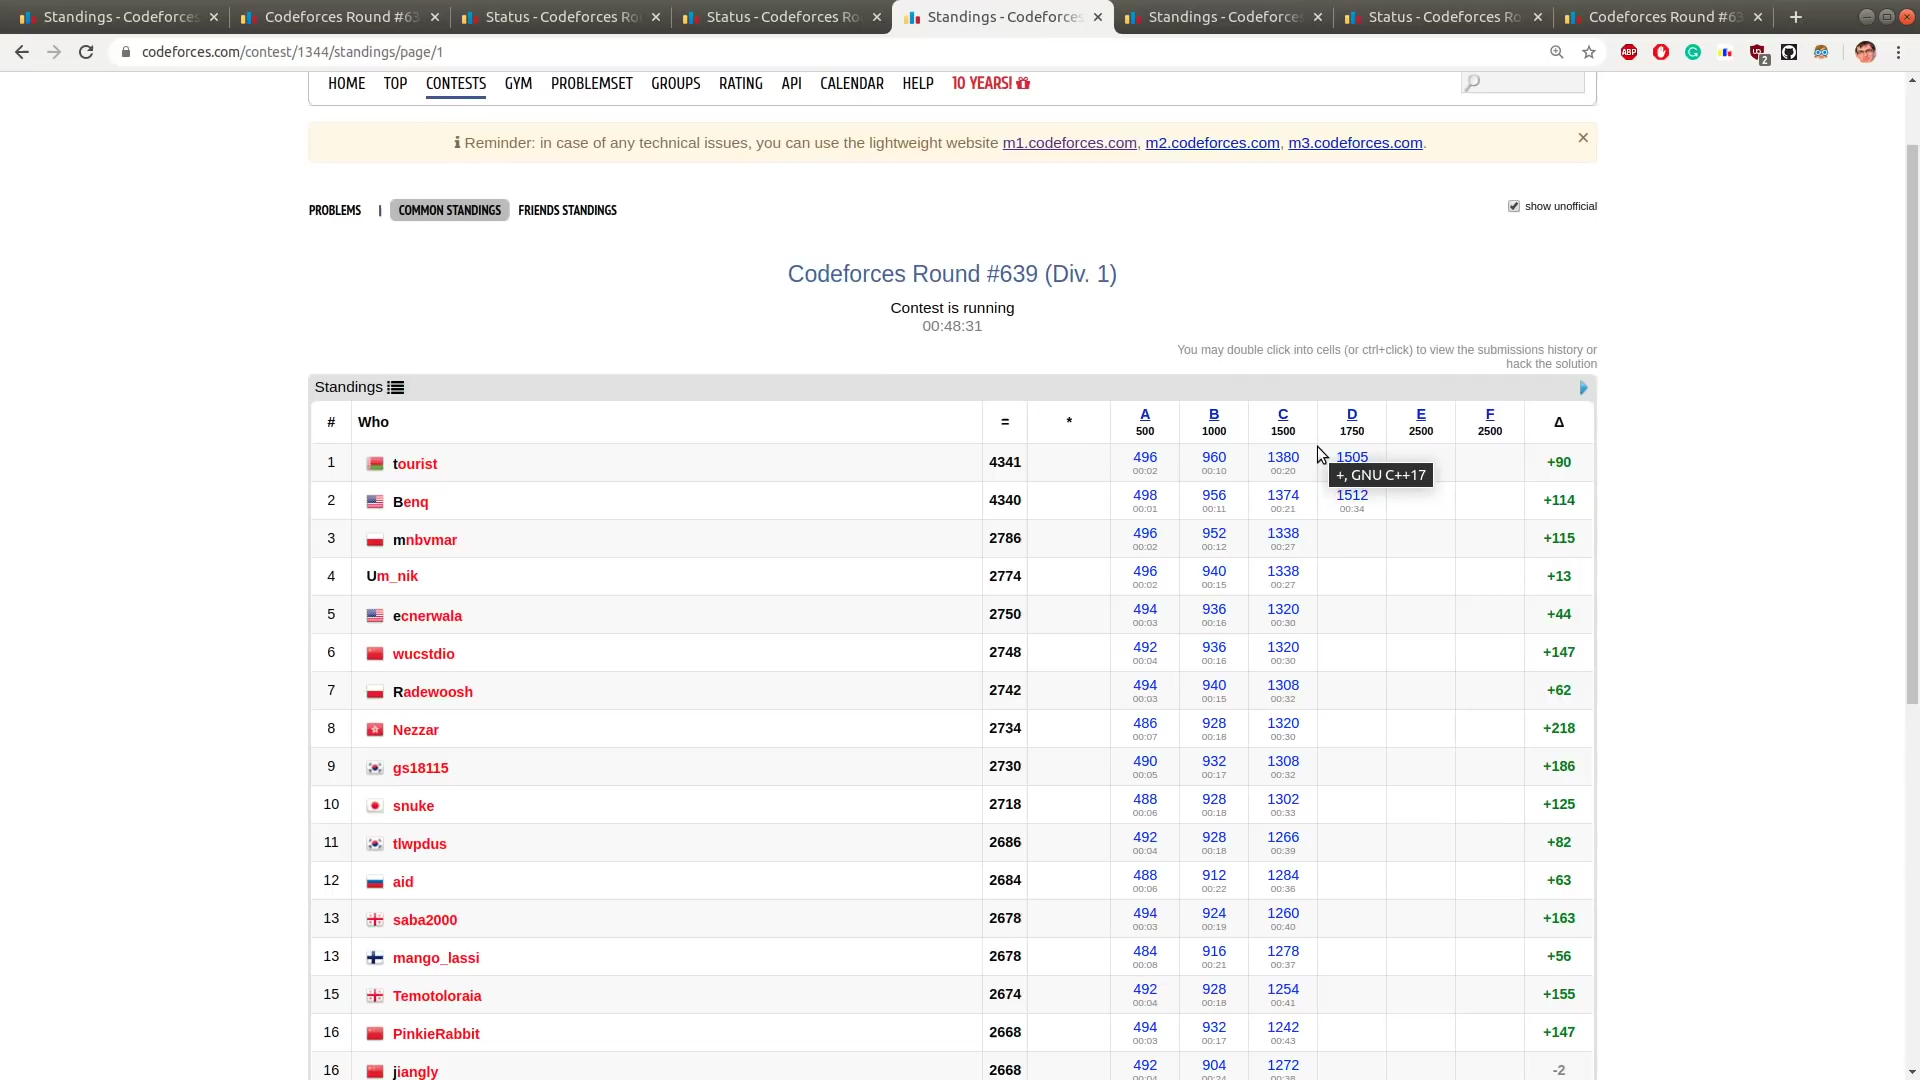 Standings - Codeforces
Codeforces Round #63
Status - Codeforces Ro
Status - Codeforces Ro
Standings - Codeforces
Standings - Codeforces
Status - Codeforces Ro
Codeforces Round #63
codeforces.com/contest/1344/standings/page/1
ABP
2
HOME TOP CONTESTS GYM PROBLEMSET GROUPS RATING API CALENDAR HELP 10 YEARS!
Reminder: in case of any technical issues, you can use the lightweight website m1.codeforces.com, m2.codeforces.com, m3.codeforces.com.
PROBLEMS | COMMON STANDINGS FRIENDS STANDINGS
show unofficial
Codeforces Round #639 (Div. 1)
Contest is running
00:48:31
You may double click into cells (or ctrl+click) to view the submissions history or
hack the solution
Standings
# Who = * A B C D E F Δ
500 1000 1500 1750 2500 2500
1 tourist 4341 496 960 1380 1505 +90
00:02 00:10 00:20
+, GNU C++17
2 Benq 4340 498 956 1374 1512 +114
00:01 00:11 00:21 00:34
3 mnbvmar 2786 496 952 1338 +115
00:02 00:12 00:27
4 Um_nik 2774 496 940 1338 +13
00:02 00:15 00:27
5 ecnerwala 2750 494 936 1320 +44
00:03 00:16 00:30
6 wucstdio 2748 492 936 1320 +147
00:04 00:16 00:30
7 Radewoosh 2742 494 940 1308 +62
00:03 00:15 00:32
8 Nezzar 2734 486 928 1320 +218
00:07 00:18 00:30
9 gs18115 2730 490 932 1308 +186
00:05 00:17 00:32
10 snuke 2718 488 928 1302 +125
00:06 00:18 00:33
11 tlwpdus 2686 492 928 1266 +82
00:04 00:18 00:39
12 aid 2684 488 912 1284 +63
00:06 00:22 00:36
13 saba2000 2678 494 924 1260 +163
00:03 00:19 00:40
13 mango_lassi 2678 484 916 1278 +56
00:08 00:21 00:37
15 Temotoloraia 2674 492 928 1254 +155
00:04 00:18 00:41
16 PinkieRabbit 2668 494 932 1242 +147
00:03 00:17 00:43
16 jiangly 2668 492 904 1272 -2